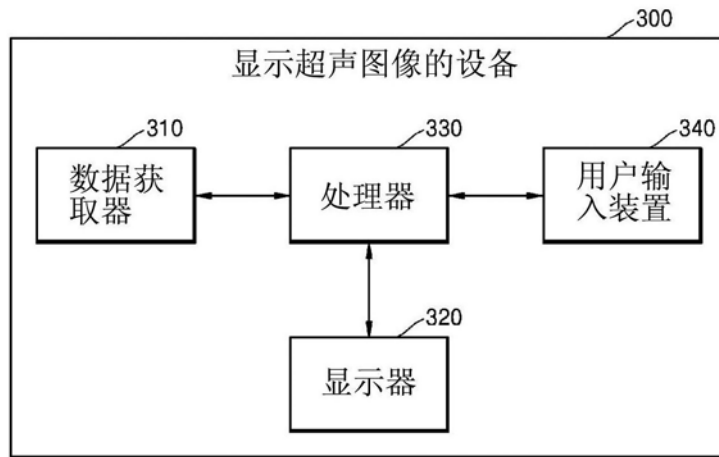 300
显示超声图像的设备
310
330
340
数据获
取器
处理器
用户输
入装置
320
显示器